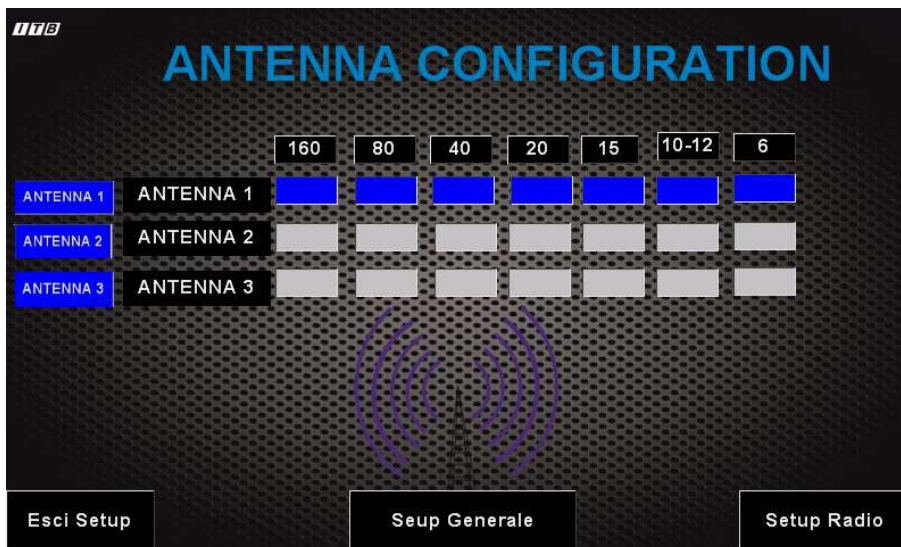 ITB
ANTENNA CONFIGURATION
160 80 40 20 15 10-12 6
ANTENNA 1 ANTENNA 1
ANTENNA 2 ANTENNA 2
ANTENNA 3 ANTENNA 3
Esci Setup Seup Generale Setup Radio